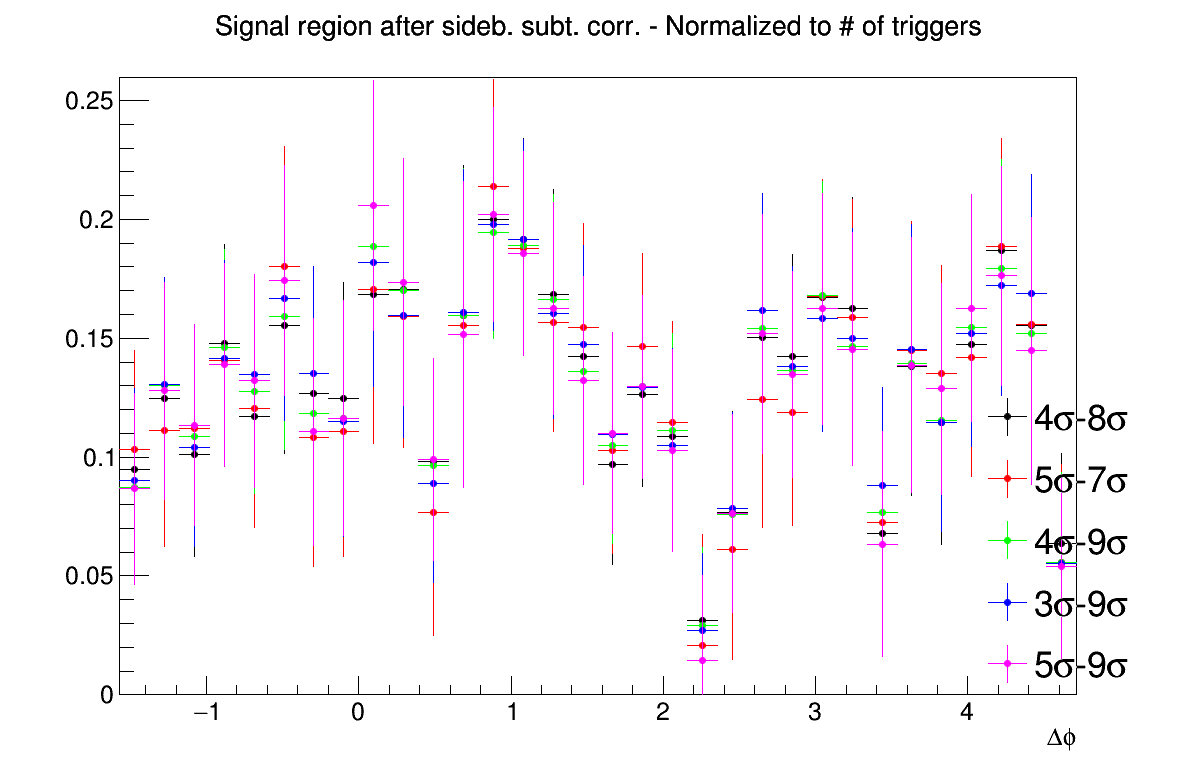 Signal region after sideb. subt. corr. - Normalized to # of triggers
0.25
0.2
0.15
0.1
0.05
0
−1
0
1
2
3
4
Δϕ
4σ-8σ
5σ-7σ
4σ-9σ
3σ-9σ
5σ-9σ